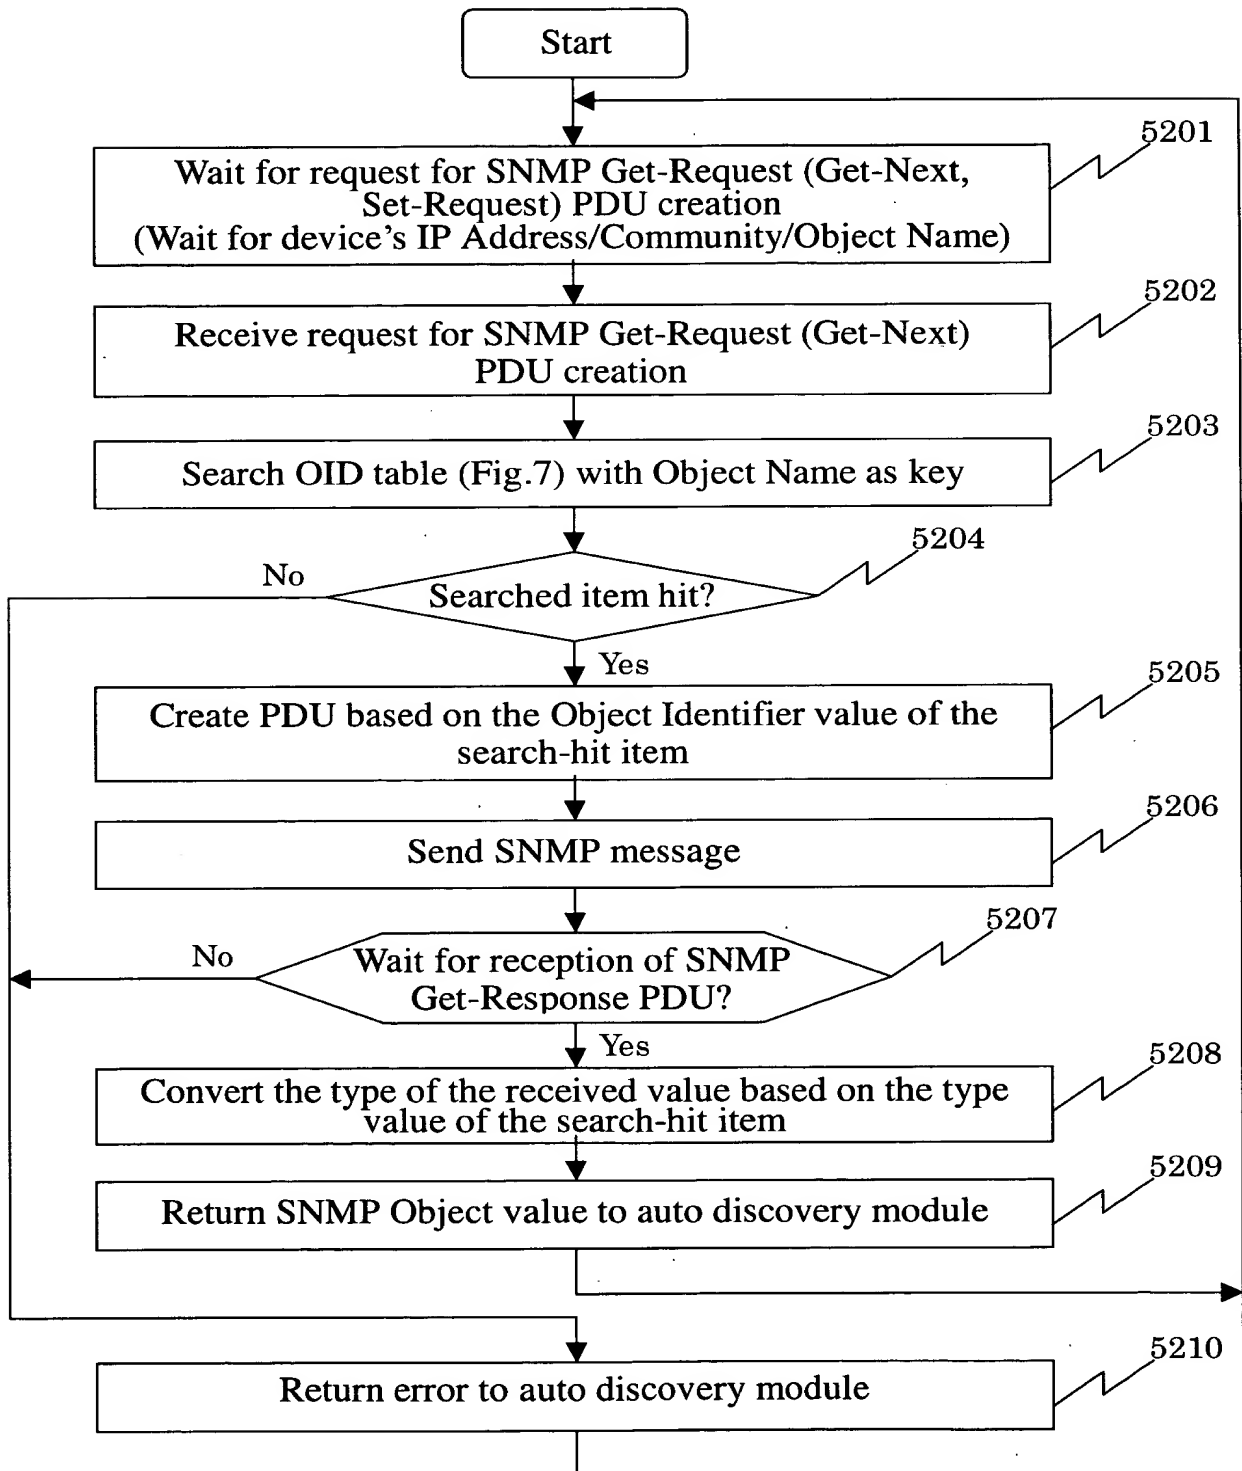 Start
5201
Wait for request for SNMP Get-Request (Get-Next,
Set-Request) PDU creation
(Wait for device's IP Address/Community/Object Name)
5202
Receive request for SNMP Get-Request (Get-Next)
PDU creation
5203
Search OID table (Fig.7) with Object Name as key
5204
No
Searched item hit?
Yes
5205
Create PDU based on the Object Identifier value of the
search-hit item
5206
Send SNMP message
5207
No
Wait for reception of SNMP
Get-Response PDU?
Yes
5208
Convert the type of the received value based on the type
value of the search-hit item
5209
Return SNMP Object value to auto discovery module
5210
Return error to auto discovery module